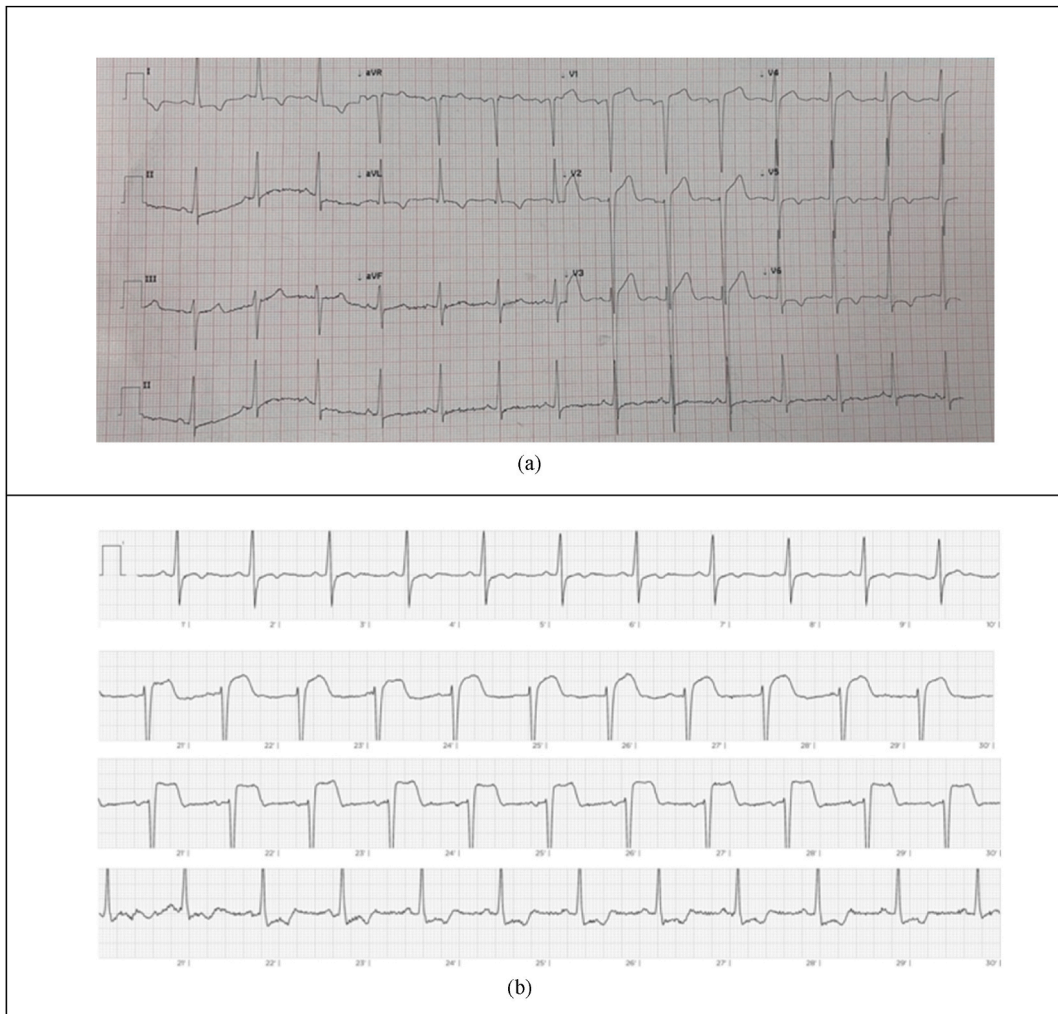 I aVR V1 V4
II aVL V2 V5
III aVF V3 V6
II
(a)
1' 2' 3' 4' 5' 6' 7' 8' 9' 10'
21' 22' 23' 24' 25' 26' 27' 28' 29' 30'
21' 22' 23' 24' 25' 26' 27' 28' 29' 30'
21' 22' 23' 24' 25' 26' 27' 28' 29' 30'
(b)